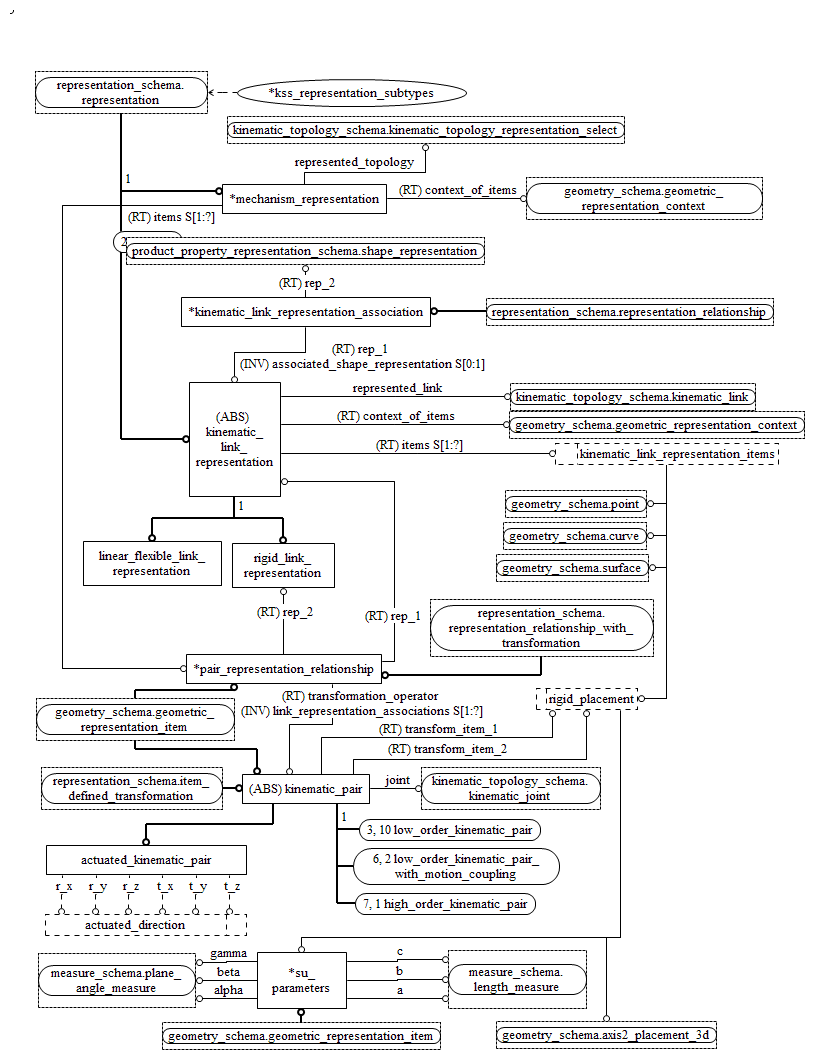 representation_schema.
representation
*kss_representation_subtypes
kinematic_topology_schema.kinematic_topology_representation_select
represented_topology
1
*mechanism_representation
(RT) context_of_items
geometry_schema.geometric_
representation_context
(RT) items S[1:?]
2
product_property_representation_schema.shape_representation
(RT) rep_2
*kinematic_link_representation_association
representation_schema.representation_relationship
(RT) rep_1
(INV) associated_shape_representation S[0:1]
represented_link
kinematic_topology_schema.kinematic_link
(ABS)
kinematic_
link_
representation
(RT) context_of_items
geometry_schema.geometric_representation_context
(RT) items S[1:?]
kinematic_link_representation_items
1
geometry_schema.point
geometry_schema.curve
geometry_schema.surface
linear_flexible_link_
representation
rigid_link_
representation
(RT) rep_2
(RT) rep_1
representation_schema.
representation_relationship_with_
transformation
*pair_representation_relationship
(RT) transformation_operator
(INV) link_representation_associations S[1:?]
rigid_placement
geometry_schema.geometric_
representation_item
(RT) transform_item_1
(RT) transform_item_2
representation_schema.item_
defined_transformation
(ABS) kinematic_pair
joint
kinematic_topology_schema.
kinematic_joint
1
3, 10 low_order_kinematic_pair
6, 2 low_order_kinematic_pair_
with_motion_coupling
7, 1 high_order_kinematic_pair
actuated_kinematic_pair
r_x r_y r_z t_x t_y t_z
actuated_direction
gamma
beta
alpha
measure_schema.plane_
angle_measure
*su_
parameters
c
b
a
measure_schema.
length_measure
geometry_schema.geometric_representation_item
geometry_schema.axis2_placement_3d